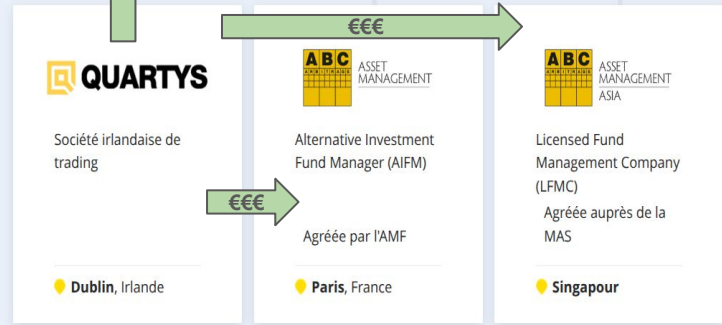 €€€
QUARTYS
Société irlandaise de
trading
€€€
Dublin, Irlande
ABC
ARBITRAGE
ASSET
MANAGEMENT
Alternative Investment
Fund Manager (AIFM)
Agréée par l'AMF
Paris, France
ABC
ARBITRAGE
ASSET
MANAGEMENT
ASIA
Licensed Fund
Management Company
(LFMC)
Agréée auprès de la
MAS
Singapour